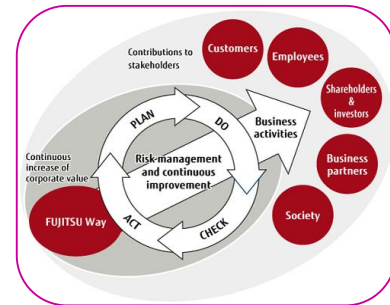 Contributions to
stakeholders
Customers
Employees
Shareholders
&
investors
Business
partners
Society
Business
activities
PLAN
DO
CHECK
ACT
Risk management
and continuous
improvement
Continuous
increase of
corporate value
FUJITSU Way